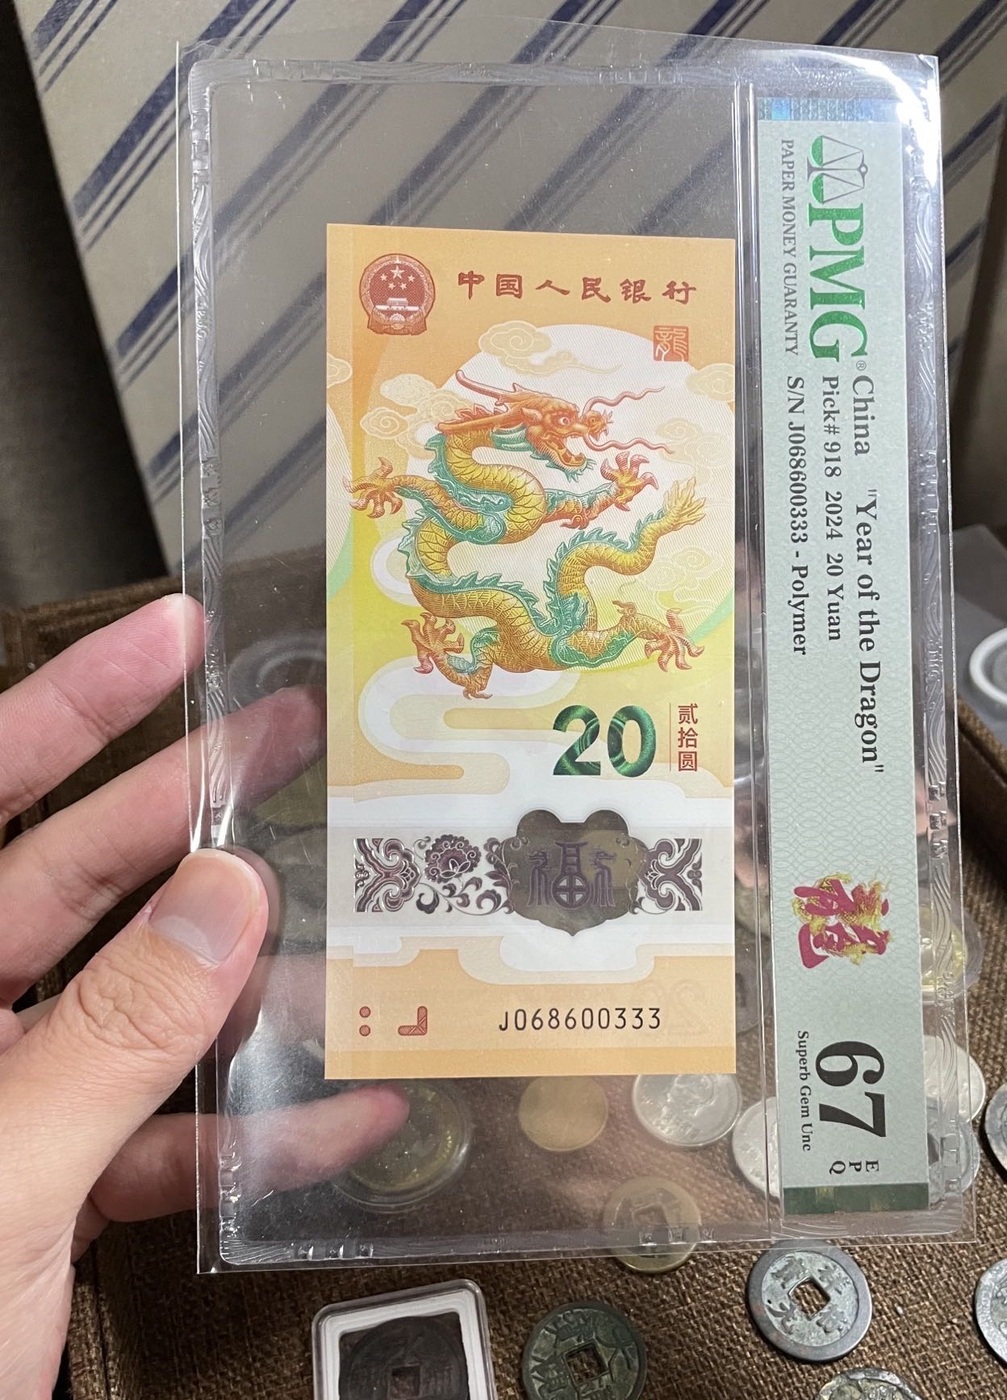 中国人民银行
龍
20
贰拾圆
福
J068600333
PMG®
PAPER MONEY GUARANTY
China "Year of the Dragon"
Pick# 918 2024 20 Yuan
S/N J068600333 - Polymer
67
EPQ
Superb Gem Unc